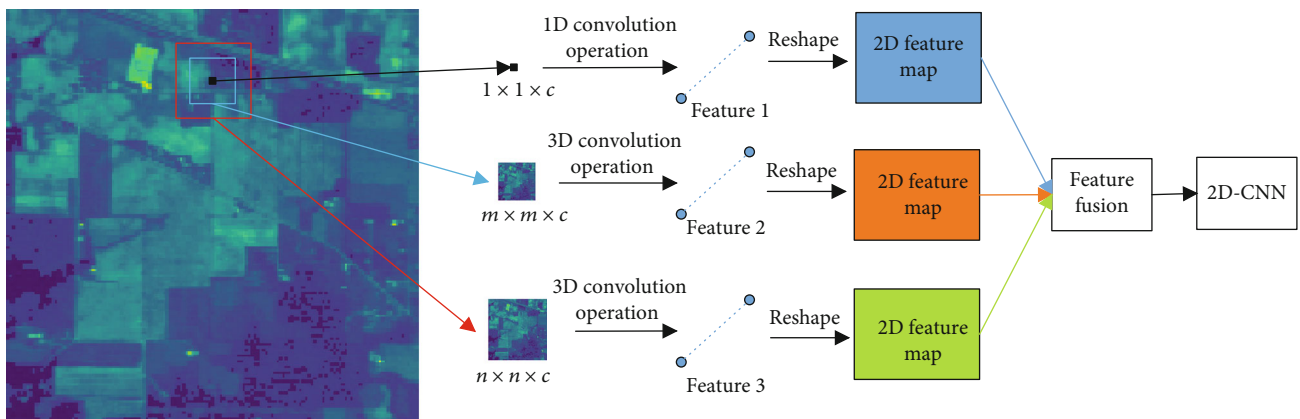 1D convolution
operation
1 × 1 × c
Feature 1
Reshape
2D feature
map
3D convolution
operation
m × m × c
Feature 2
Reshape
2D feature
map
3D convolution
operation
n × n × c
Feature 3
Reshape
2D feature
map
Feature
fusion
2D-CNN